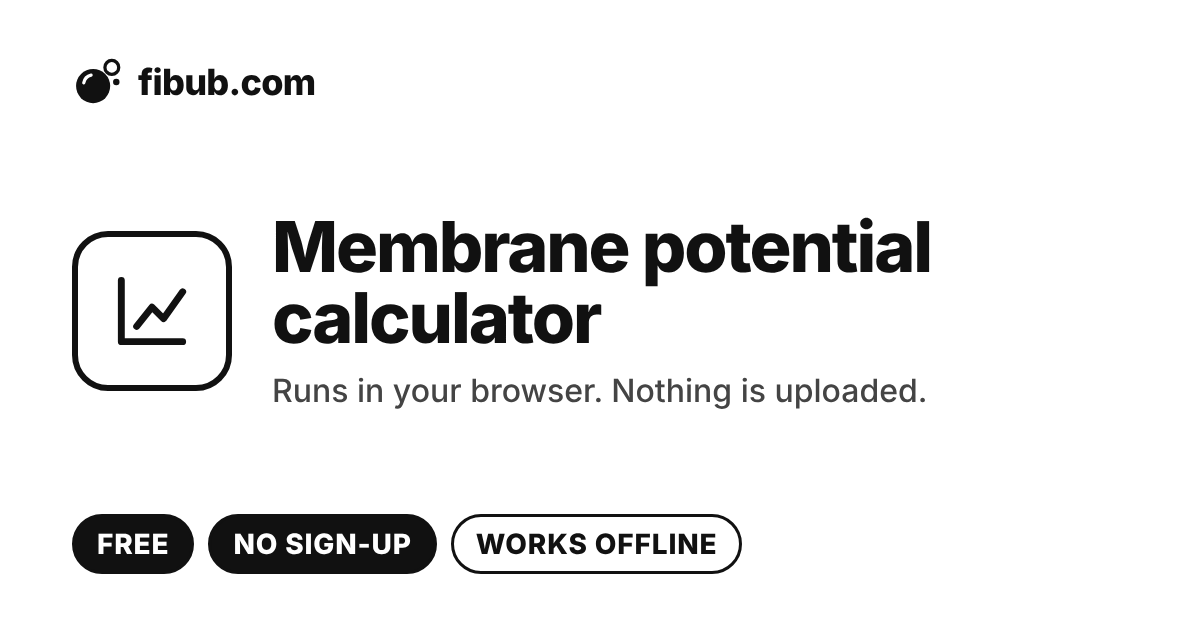 fibub.com
Membrane potential
calculator
Runs in your browser. Nothing is uploaded.
FREE
NO SIGN-UP
WORKS OFFLINE